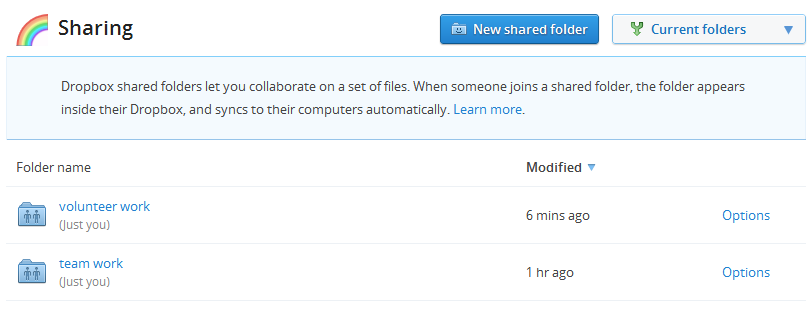 Sharing
New shared folder
Current folders
Dropbox shared folders let you collaborate on a set of files. When someone joins a shared folder, the folder appears
inside their Dropbox, and syncs to their computers automatically. Learn more.
Folder name Modified
volunteer work
(Just you)
6 mins ago
Options
team work
(Just you)
1 hr ago
Options